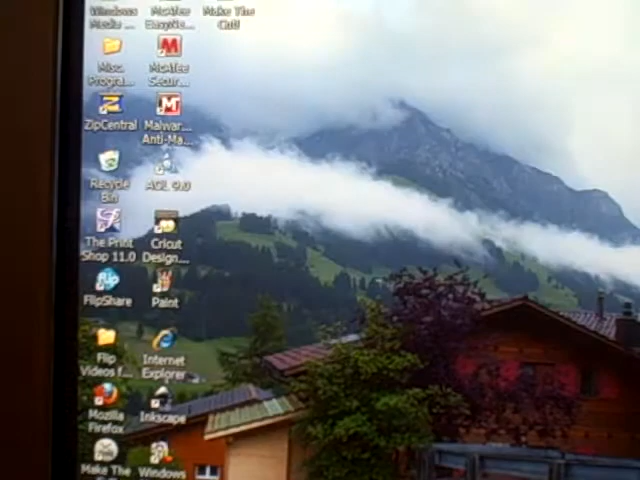 Windows
Media ...
McAfee
EasyNe...
Make The
Cut!
Misc.
Progra...
McAfee
Secur...
ZipCentral
Malwar...
Anti-Ma...
Recycle
Bin
AOL 9.0
The Print
Shop 11.0
Cricut
Design...
FlipShare
Paint
Flip
Videos f...
Internet
Explorer
Mozilla
Firefox
Inkscape
Make The
Windows